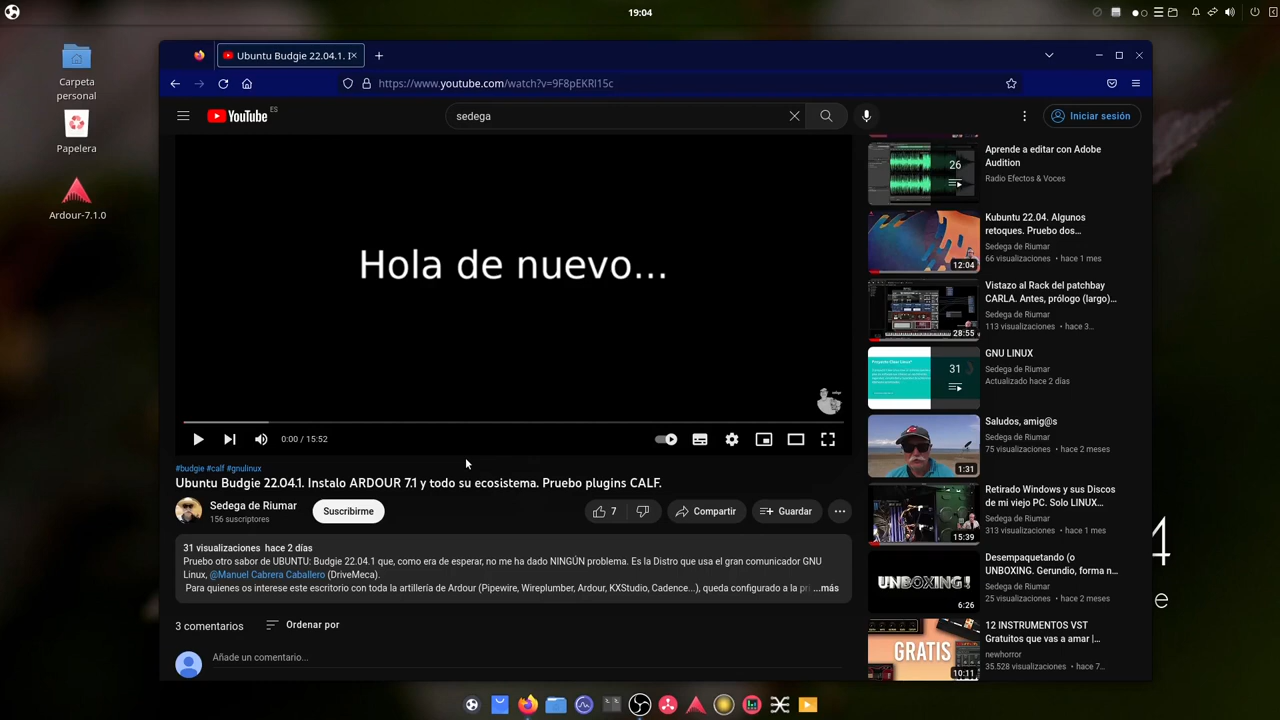 19:04
Carpeta
personal
Papelera
Ardour-7.1.0
Ubuntu Budgie 22.04.1. I
https://www.youtube.com/watch?v=9F8pEKRI15c
YouTube ES
sedega
Iniciar sesión
Hola de nuevo...
0:00 / 15:52
#budgie #calf #gnulinux
Ubuntu Budgie 22.04.1. Instalo ARDOUR 7.1 y todo su ecosistema. Pruebo plugins CALF.
Sedega de Riumar
156 suscriptores
Suscribirme
7
Compartir
Guardar
31 visualizaciones hace 2 días
Pruebo otro sabor de UBUNTU: Budgie 22.04.1 que, como era de esperar, no me ha dado NINGÚN problema. Es la Distro que usa el gran comunicador GNU
Linux, @Manuel Cabrera Caballero (DriveMeca).
Para quienes os interese este escritorio con toda la artillería de Ardour (Pipewire, Wireplumber, Ardour, KXStudio, Cadence...), queda configurado a la pr ...más
3 comentarios
Ordenar por
Añade un comentario...
26
Aprende a editar con Adobe
Audition
Radio Efectos & Voces
12:04
Kubuntu 22.04. Algunos
retoques. Pruebo dos...
Sedega de Riumar
66 visualizaciones • hace 1 mes
28:55
Vistazo al Rack del patchbay
CARLA. Antes, prólogo (largo)...
Sedega de Riumar
113 visualizaciones • hace 3...
31
GNU LINUX
Sedega de Riumar
Actualizado hace 2 días
1:31
Saludos, amig@s
Sedega de Riumar
75 visualizaciones • hace 2 meses
15:39
Retirado Windows y sus Discos
de mi viejo PC. Solo LINUX...
Sedega de Riumar
313 visualizaciones • hace 1 mes
UNBOXING!
6:26
Desempaquetando (o
UNBOXING. Gerundio, forma n...
Sedega de Riumar
25 visualizaciones • hace 2 meses
GRATIS
10:11
12 INSTRUMENTOS VST
Gratuitos que vas a amar |...
newhorror
35.528 visualizaciones • hace 7...
4
e